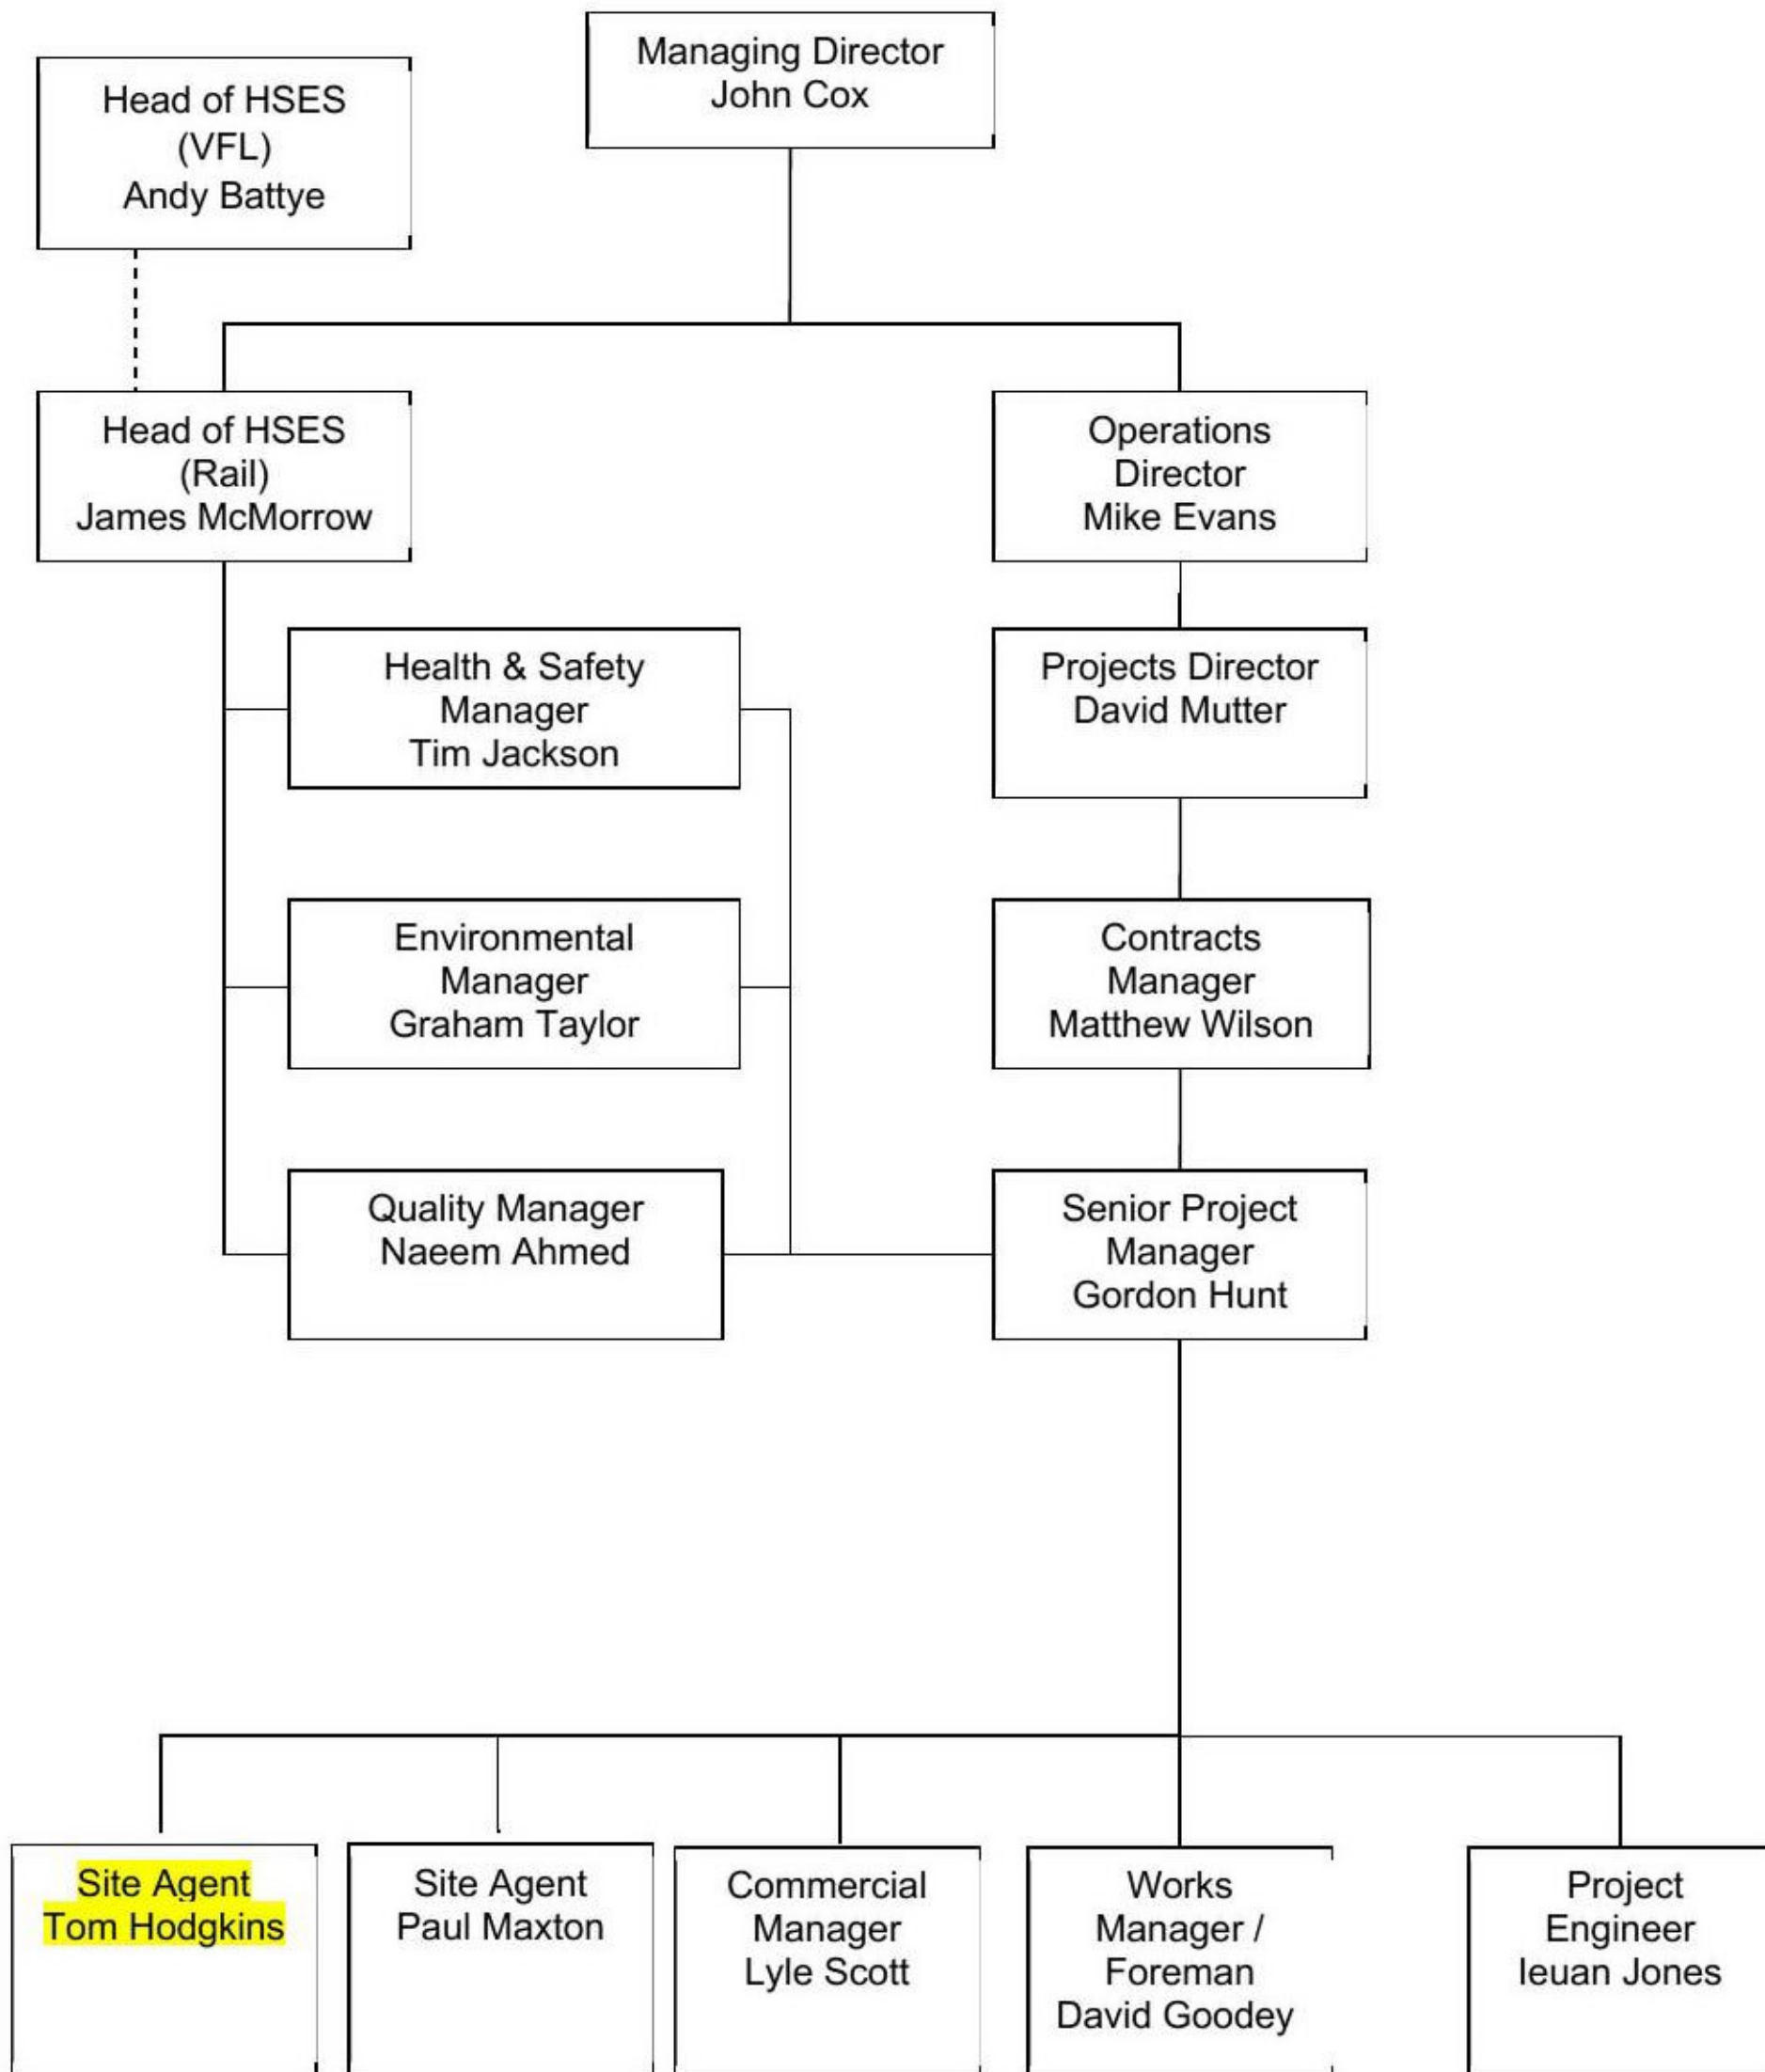 Managing Director
John Cox
Head of HSES
(VFL)
Andy Battye
Head of HSES
(Rail)
James McMorrow
Operations
Director
Mike Evans
Health & Safety
Manager
Tim Jackson
Projects Director
David Mutter
Environmental
Manager
Graham Taylor
Contracts
Manager
Matthew Wilson
Quality Manager
Naeem Ahmed
Senior Project
Manager
Gordon Hunt
Site Agent
Tom Hodgkins
Site Agent
Paul Maxton
Commercial
Manager
Lyle Scott
Works
Manager /
Foreman
David Goodey
Project
Engineer
Ieuan Jones